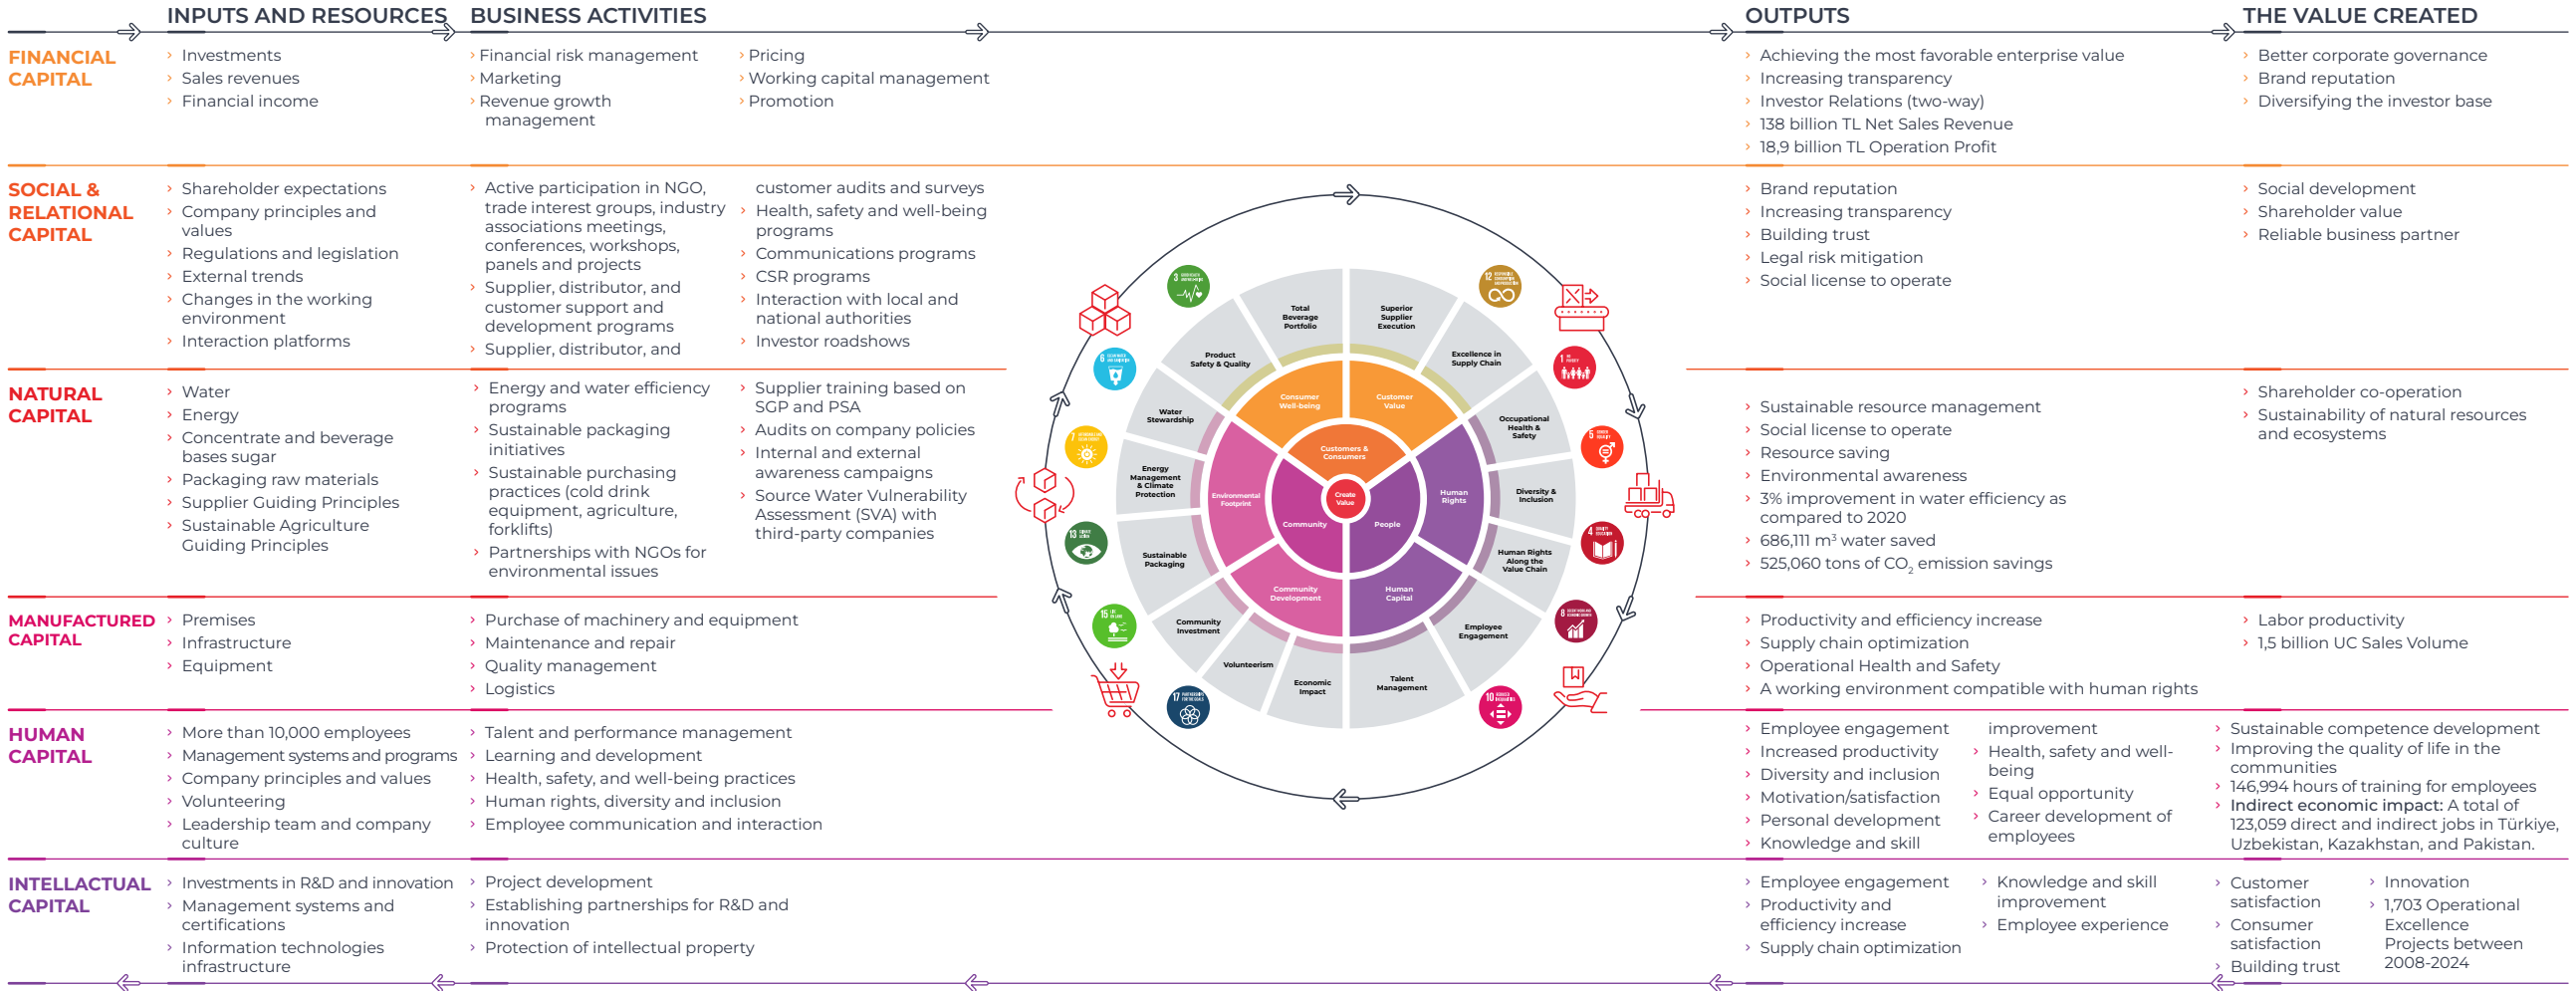 INPUTS AND RESOURCES
BUSINESS ACTIVITIES
OUTPUTS
THE VALUE CREATED
FINANCIAL
CAPITAL
› Investments
› Sales revenues
› Financial income
› Financial risk management
› Marketing
› Revenue growth
management
› Pricing
› Working capital management
› Promotion
› Achieving the most favorable enterprise value
› Increasing transparency
› Investor Relations (two-way)
› 138 billion TL Net Sales Revenue
› 18,9 billion TL Operation Profit
› Better corporate governance
› Brand reputation
› Diversifying the investor base
SOCIAL &
RELATIONAL
CAPITAL
› Shareholder expectations
› Company principles and
values
› Regulations and legislation
› External trends
› Changes in the working
environment
› Interaction platforms
› Active participation in NGO,
trade interest groups, industry
associations meetings,
conferences, workshops,
panels and projects
› Supplier, distributor, and
customer support and
development programs
› Supplier, distributor, and
customer audits and surveys
› Health, safety and well-being
programs
› Communications programs
› CSR programs
› Interaction with local and
national authorities
› Investor roadshows
› Brand reputation
› Increasing transparency
› Building trust
› Legal risk mitigation
› Social license to operate
› Social development
› Shareholder value
› Reliable business partner
NATURAL
CAPITAL
› Water
› Energy
› Concentrate and beverage
bases sugar
› Packaging raw materials
› Supplier Guiding Principles
› Sustainable Agriculture
Guiding Principles
› Energy and water efficiency
programs
› Sustainable packaging
initiatives
› Sustainable purchasing
practices (cold drink
equipment, agriculture,
forklifts)
› Partnerships with NGOs for
environmental issues
› Supplier training based on
SGP and PSA
› Audits on company policies
› Internal and external
awareness campaigns
› Source Water Vulnerability
Assessment (SVA) with
third-party companies
› Sustainable resource management
› Social license to operate
› Resource saving
› Environmental awareness
› 3% improvement in water efficiency as
compared to 2020
› 686,111 m³ water saved
› 525,060 tons of CO₂ emission savings
› Shareholder co-operation
› Sustainability of natural resources
and ecosystems
MANUFACTURED
CAPITAL
› Premises
› Infrastructure
› Equipment
› Purchase of machinery and equipment
› Maintenance and repair
› Quality management
› Logistics
› Productivity and efficiency increase
› Supply chain optimization
› Operational Health and Safety
› A working environment compatible with human rights
› Labor productivity
› 1,5 billion UC Sales Volume
HUMAN
CAPITAL
› More than 10,000 employees
› Management systems and programs
› Company principles and values
› Volunteering
› Leadership team and company
culture
› Talent and performance management
› Learning and development
› Health, safety, and well-being practices
› Human rights, diversity and inclusion
› Employee communication and interaction
› Employee engagement
› Increased productivity
› Diversity and inclusion
› Motivation/satisfaction
› Personal development
› Knowledge and skill
improvement
› Health, safety and well-
being
› Equal opportunity
› Career development of
employees
› Sustainable competence development
› Improving the quality of life in the
communities
› 146,994 hours of training for employees
› Indirect economic impact: A total of
123,059 direct and indirect jobs in Türkiye,
Uzbekistan, Kazakhstan, and Pakistan.
INTELLACTUAL
CAPITAL
› Investments in R&D and innovation
› Management systems and
certifications
› Information technologies
infrastructure
› Project development
› Establishing partnerships for R&D and
innovation
› Protection of intellectual property
› Employee engagement
› Productivity and
efficiency increase
› Supply chain optimization
› Knowledge and skill
improvement
› Employee experience
› Customer
satisfaction
› Consumer
satisfaction
› Building trust
› Innovation
› 1,703 Operational
Excellence
Projects between
2008-2024
Total
Beverage
Portfolio
Superior
Supplier
Execution
Excellence in
Supply Chain
Occupational
Health &
Safety
Diversity &
Inclusion
Human Rights
Along the
Value Chain
Employee
Engagement
Talent
Management
Economic
Impact
Volunteerism
Community
Investment
Sustainable
Packaging
Energy
Management
& Climate
Protection
Water
Stewardship
Product
Safety & Quality
Consumer
Well-being
Customer
Value
Human
Rights
Human
Capital
Community
Development
Environmental
Footprint
Customers &
Consumers
People
Community
Create
Value
3
12
6
1
7
5
13
4
15
8
17
10